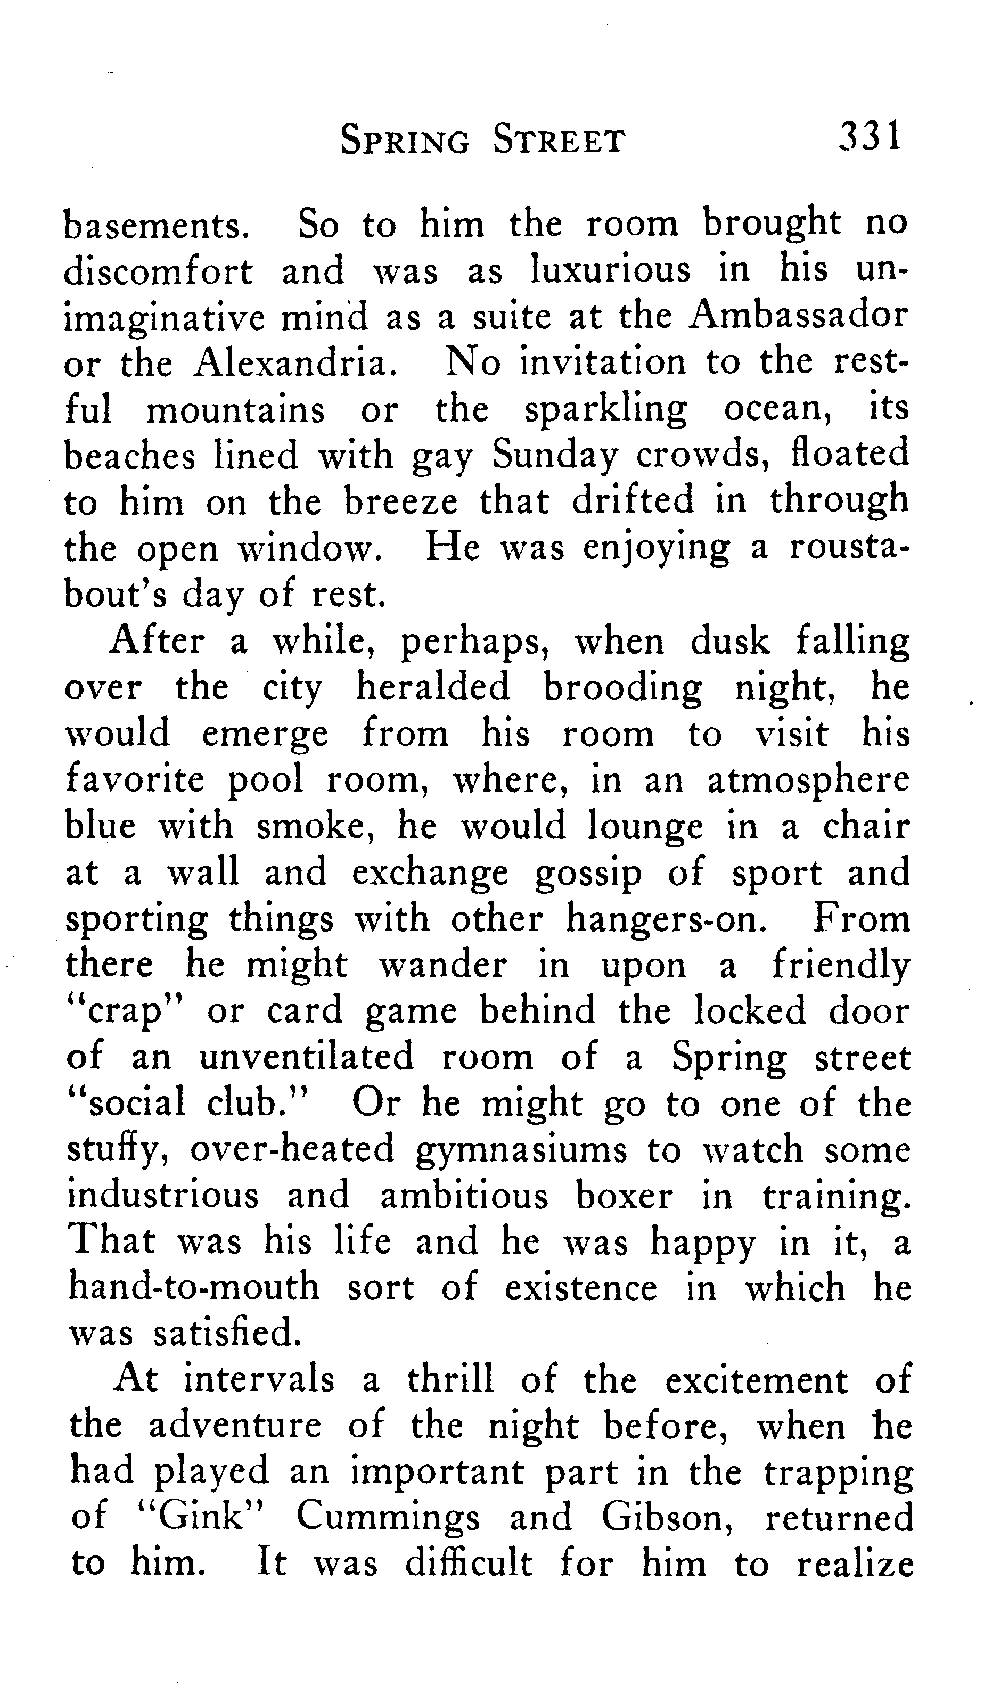 SPRING STREET 331
basements. So to him the room brought no
discomfort and was as luxurious in his un-
imaginative mind as a suite at the Ambassador
or the Alexandria. No invitation to the rest-
ful mountains or the sparkling ocean, its
beaches lined with gay Sunday crowds, floated
to him on the breeze that drifted in through
the open window. He was enjoying a rousta-
bout's day of rest.
After a while, perhaps, when dusk falling
over the city heralded brooding night, he
would emerge from his room to visit his
favorite pool room, where, in an atmosphere
blue with smoke, he would lounge in a chair
at a wall and exchange gossip of sport and
sporting things with other hangers-on. From
there he might wander in upon a friendly
"crap" or card game behind the locked door
of an unventilated room of a Spring street
"social club." Or he might go to one of the
stuffy, over-heated gymnasiums to watch some
industrious and ambitious boxer in training.
That was his life and he was happy in it, a
hand-to-mouth sort of existence in which he
was satisfied.
At intervals a thrill of the excitement of
the adventure of the night before, when he
had played an important part in the trapping
of "Gink" Cummings and Gibson, returned
to him. It was difficult for him to realize